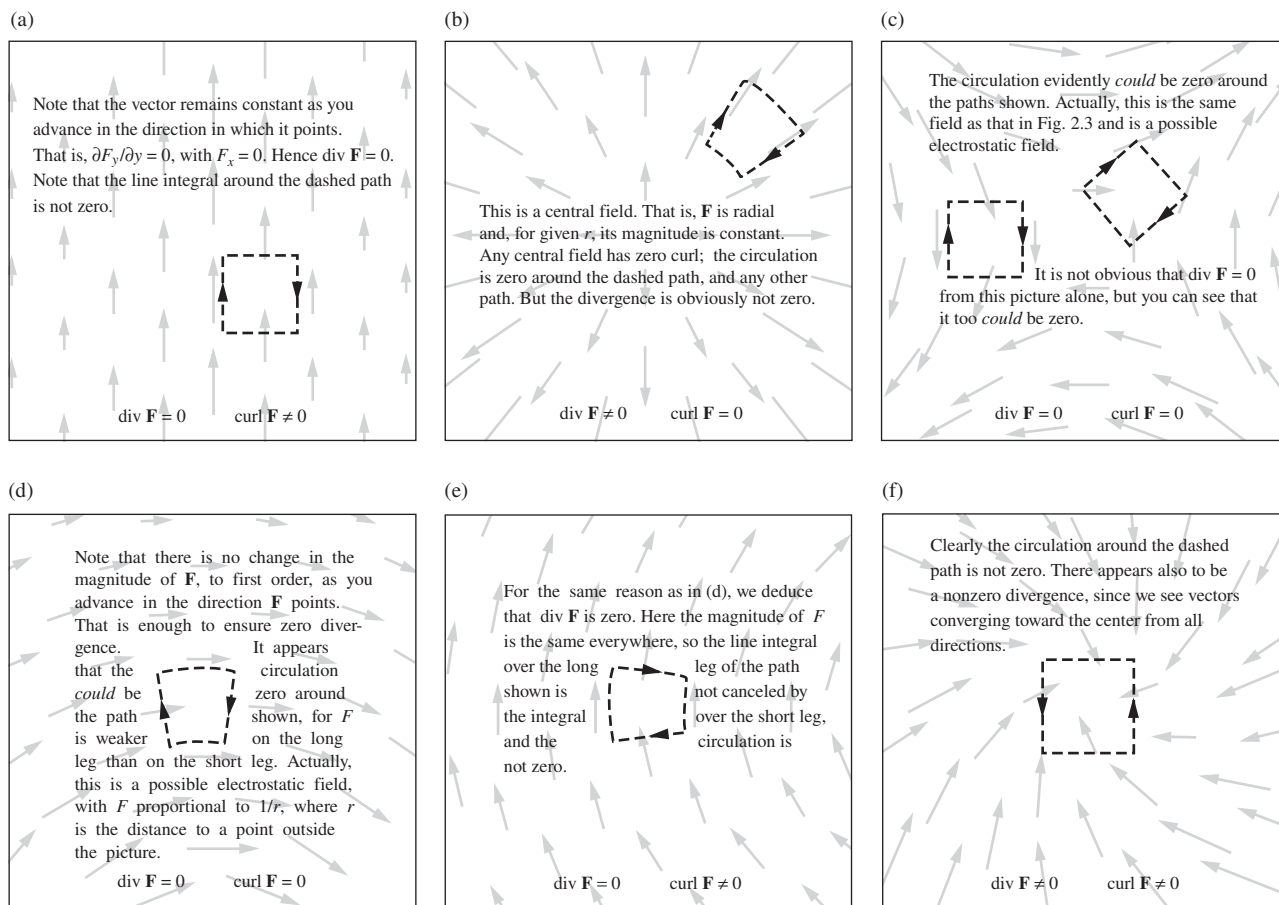 (a)
Note that the vector remains constant as you
advance in the direction in which it points.
That is, ∂Fy/∂y = 0, with Fx = 0. Hence div F = 0.
Note that the line integral around the dashed path
is not zero.
div F = 0 curl F ≠ 0
(b)
This is a central field. That is, F is radial
and, for given r, its magnitude is constant.
Any central field has zero curl; the circulation
is zero around the dashed path, and any other
path. But the divergence is obviously not zero.
div F ≠ 0 curl F = 0
(c)
The circulation evidently could be zero around
the paths shown. Actually, this is the same
field as that in Fig. 2.3 and is a possible
electrostatic field.
It is not obvious that div F = 0
from this picture alone, but you can see that
it too could be zero.
div F = 0 curl F = 0
(d)
Note that there is no change in the
magnitude of F, to first order, as you
advance in the direction F points.
That is enough to ensure zero diver-
gence. It appears
that the circulation
could be zero around
the path shown, for F
is weaker on the long
leg than on the short leg. Actually,
this is a possible electrostatic field,
with F proportional to 1/r, where r
is the distance to a point outside
the picture.
div F = 0 curl F = 0
(e)
For the same reason as in (d), we deduce
that div F is zero. Here the magnitude of F
is the same everywhere, so the line integral
over the long leg of the path
shown is not canceled by
the integral over the short leg,
and the circulation is
not zero.
div F = 0 curl F ≠ 0
(f)
Clearly the circulation around the dashed
path is not zero. There appears also to be
a nonzero divergence, since we see vectors
converging toward the center from all
directions.
div F ≠ 0 curl F ≠ 0